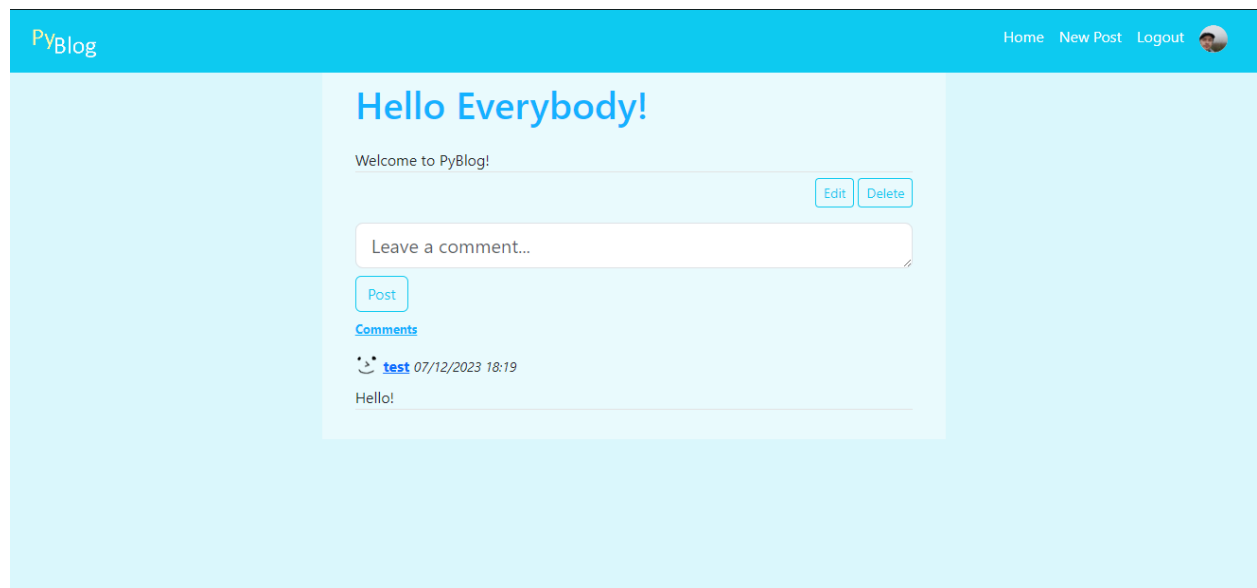 PyBlog Home New Post Logout
Hello Everybody!
Welcome to PyBlog!
Edit Delete
Leave a comment...
Post
Comments
test 07/12/2023 18:19
Hello!